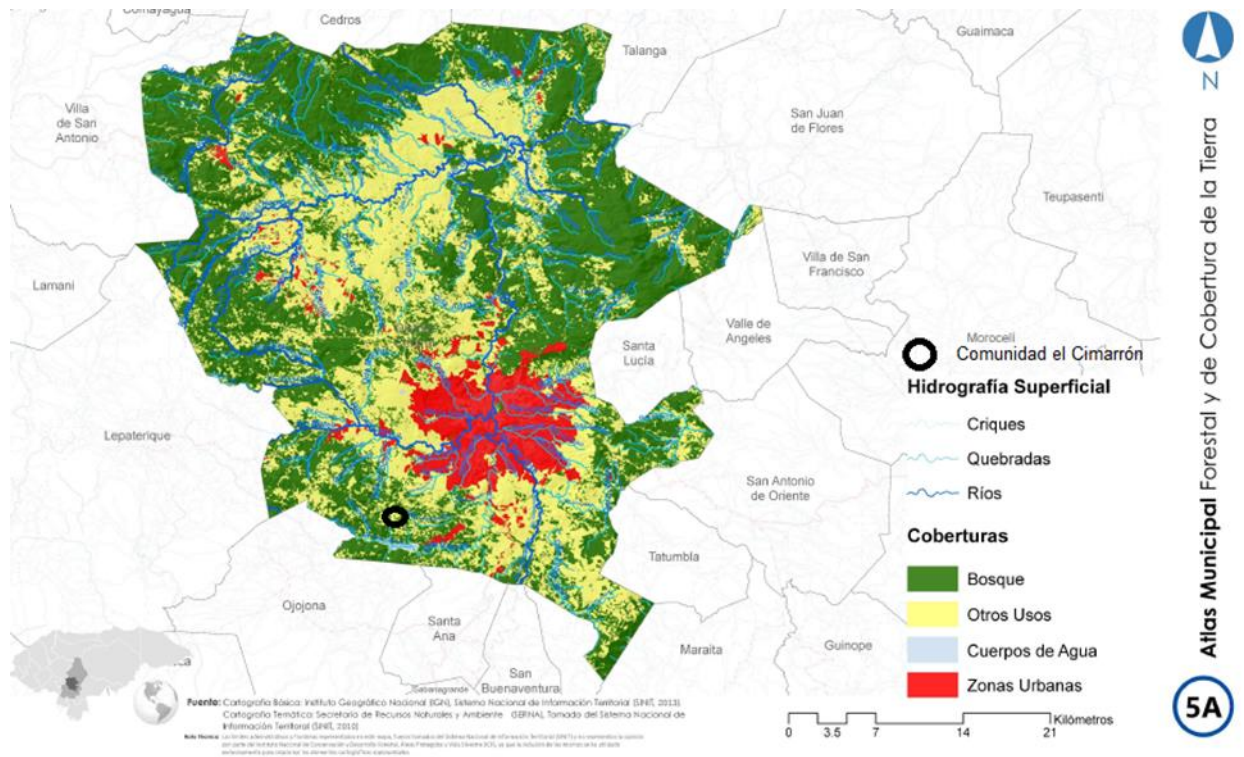 Comayagua
Cedros
Talanga
Guaimaca
Villa
de San
Antonio
San Juan
de Flores
Teupasenti
Lamani
Villa de San
Francisco
Valle de
Angeles
Morocelí
Santa
Lucía
Lepaterique
San Antonio
de Oriente
Tatumbla
Ojojona
Santa
Ana
Maraita
Guinope
San
Buenaventura
Sabanagrande
N
Atlas Municipal Forestal y de Cobertura de la Tierra
5A
Comunidad el Cimarrón
Hidrografía Superficial
Criques
Quebradas
Ríos
Coberturas
Bosque
Otros Usos
Cuerpos de Agua
Zonas Urbanas
0 3.5 7 14 21 Kilómetros
Fuente: Cartografía Básica: Instituto Geográfico Nacional (IGN), Sistema Nacional de Información Territorial (SINIT, 2013).
Cartografía Temática: Secretaría de Recursos Naturales y Ambiente (SERNA), Tomado del Sistema Nacional de
Información Territorial (SINIT, 2010)